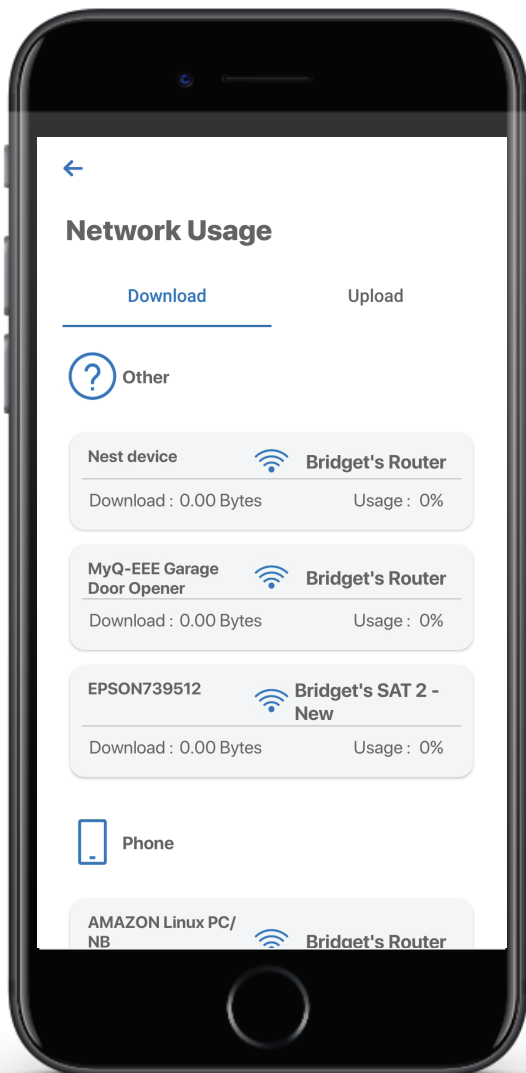 Network Usage
Download
Upload
Other
Nest device
Bridget's Router
Download : 0.00 Bytes
Usage : 0%
MyQ-EEE Garage
Door Opener
Bridget's Router
Download : 0.00 Bytes
Usage : 0%
EPSON739512
Bridget's SAT 2 -
New
Download : 0.00 Bytes
Usage : 0%
Phone
AMAZON Linux PC/
NB
Bridget's Router